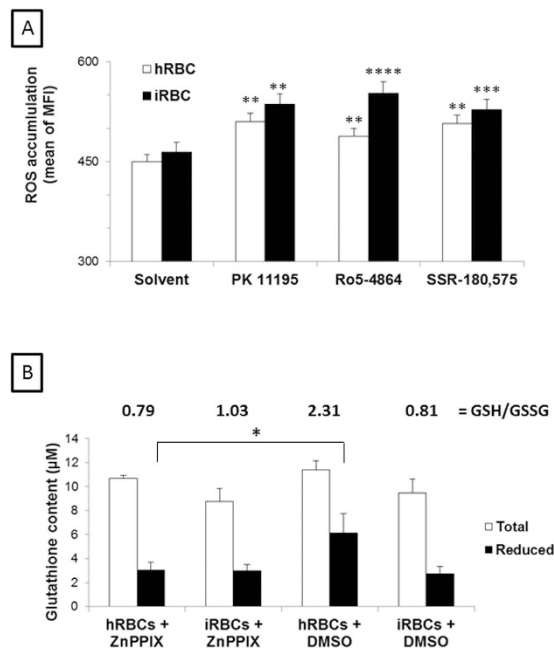 A
600
450
300
ROS accumlulation
(mean of MFI)
hRBC
iRBC
**
**
**
****
**
***
Solvent
PK 11195
Ro5-4864
SSR-180,575
B
0.79
1.03
2.31
0.81
= GSH/GSSG
*
14
12
10
8
6
4
2
0
Glutathione content (µM)
Total
Reduced
hRBCs +
ZnPPIX
iRBCs +
ZnPPIX
hRBCs +
DMSO
iRBCs +
DMSO